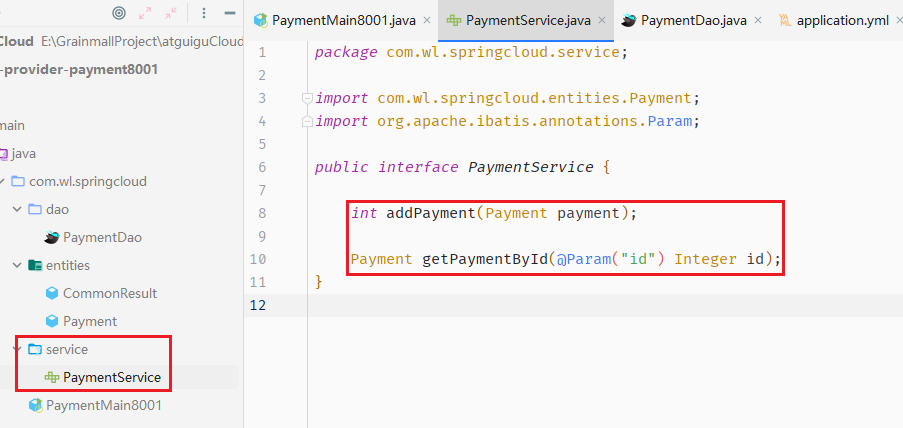 Cloud E:\GrainmallProject\atguiguCloud
-provider-payment8001
main
java
com.wl.springcloud
dao
PaymentDao
entities
CommonResult
Payment
service
PaymentService
PaymentMain8001
PaymentMain8001.java × PaymentService.java × PaymentDao.java × application.yml ×
1 package com.wl.springcloud.service;
2
3 import com.wl.springcloud.entities.Payment;
4 import org.apache.ibatis.annotations.Param;
5
6 public interface PaymentService {
7
8 int addPayment(Payment payment);
9
10 Payment getPaymentById(@Param("id") Integer id);
11 }
12